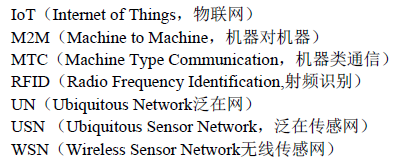 IoT（Internet of Things，物联网）
M2M（Machine to Machine，机器对机器）
MTC（Machine Type Communication，机器类通信）
RFID（Radio Frequency Identification,射频识别）
UN（Ubiquitous Network泛在网）
USN （Ubiquitous Sensor Network，泛在传感网）
WSN（Wireless Sensor Network无线传感网）